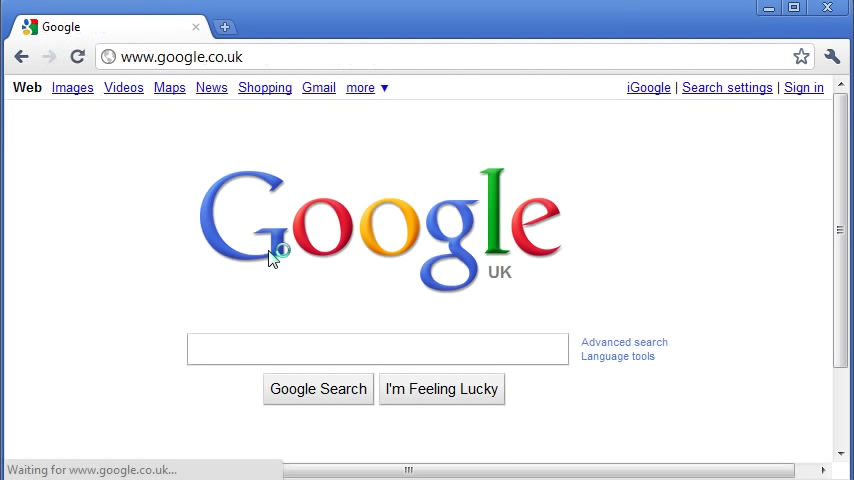 Google
www.google.co.uk
Web Images Videos Maps News Shopping Gmail more ▼ iGoogle | Search settings | Sign in
Google
UK
Advanced search
Language tools
Google Search I'm Feeling Lucky
Waiting for www.google.co.uk...